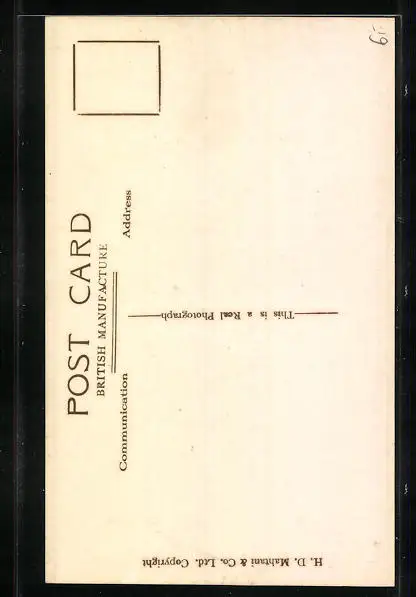 POST CARD
BRITISH MANUFACTURE
Communication
Address
This is a Real Photograph
H. D. Mahtani & Co. Ltd. Copyright